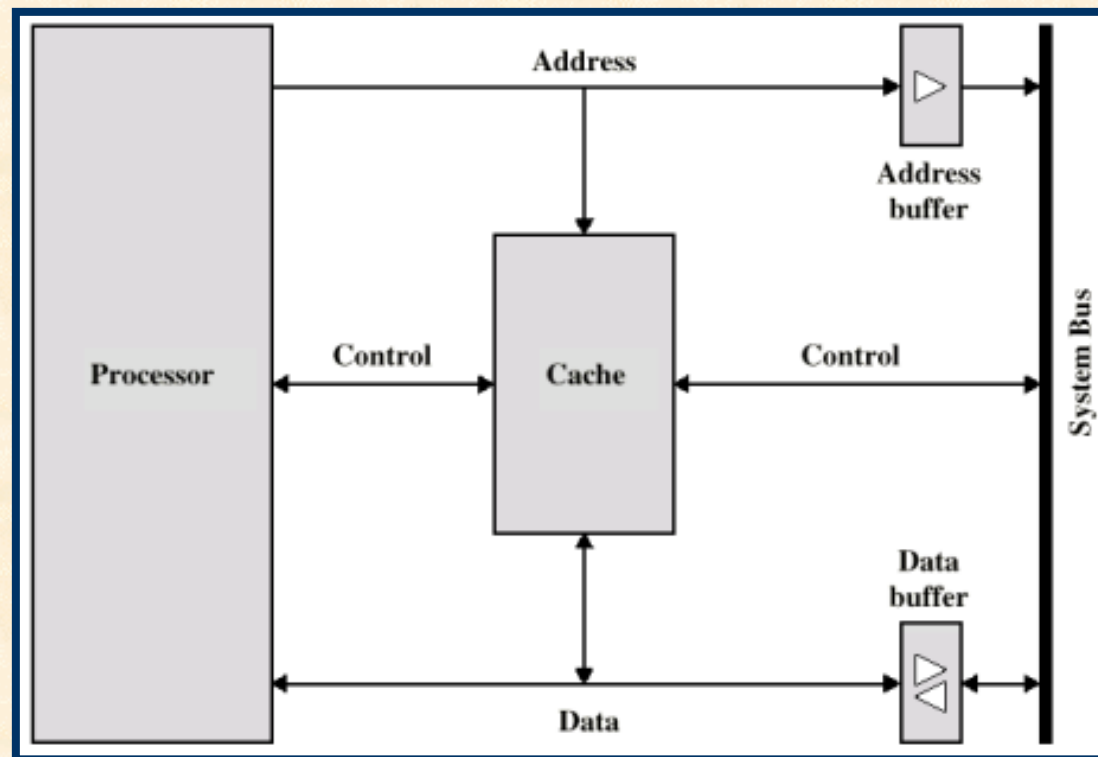 Address
Address
buffer
Processor
Control
Cache
Control
System Bus
Data
buffer
Data